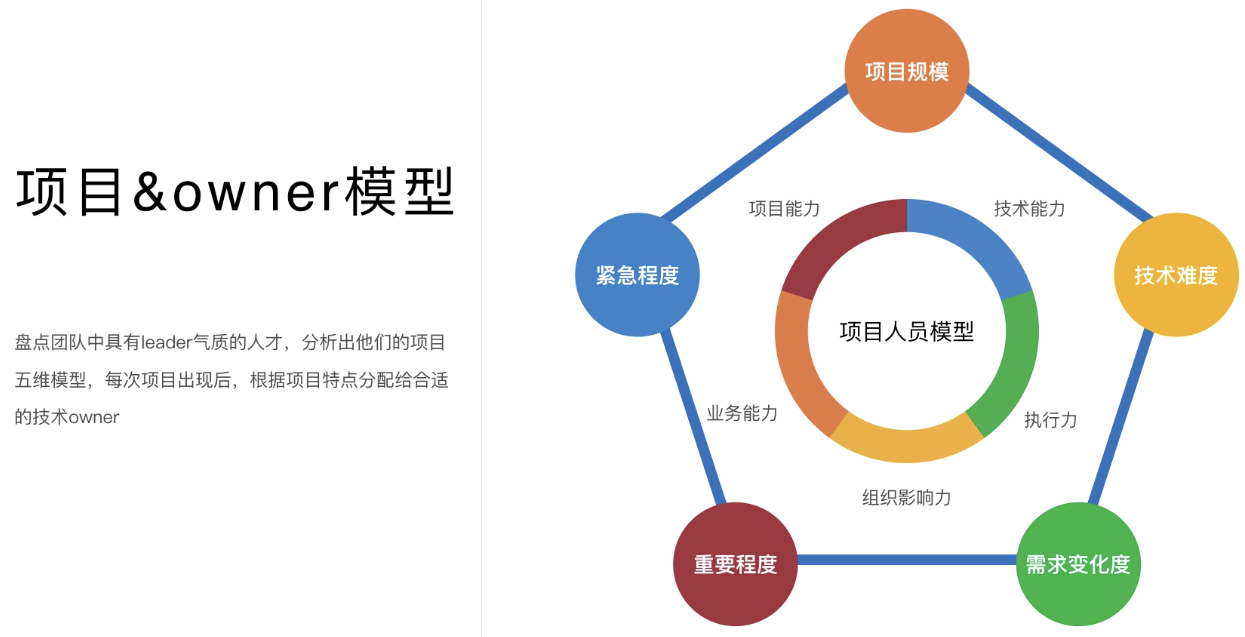 项目&owner模型
盘点团队中具有leader气质的人才，分析出他们的项目
五维模型，每次项目出现后，根据项目特点分配给合适
的技术owner
项目规模
项目能力
技术能力
紧急程度
技术难度
项目人员模型
业务能力
执行力
组织影响力
重要程度
需求变化度